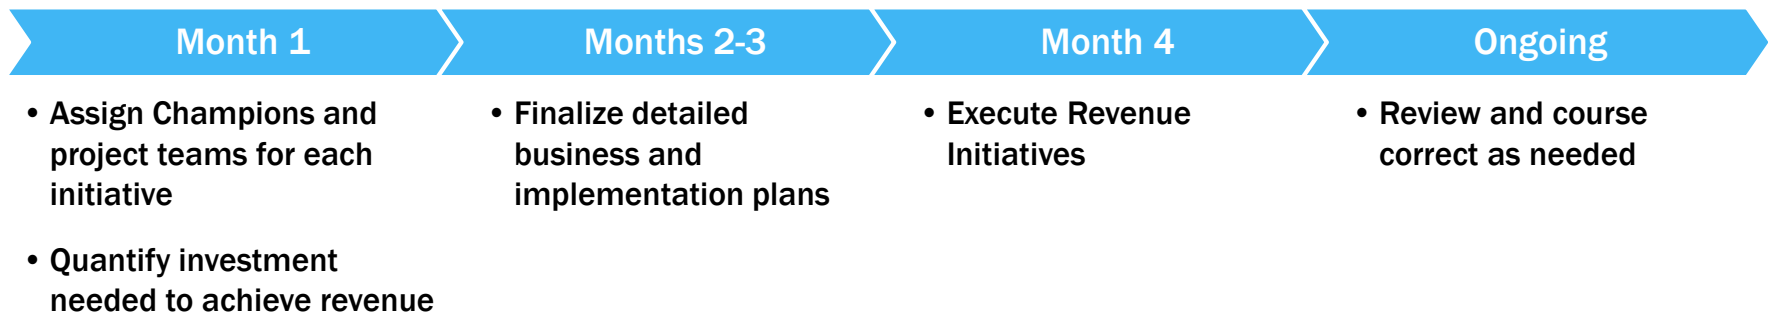 Month 1
Months 2-3
Month 4
Ongoing
• Assign Champions and
project teams for each
initiative
• Quantify investment
needed to achieve revenue
• Finalize detailed
business and
implementation plans
• Execute Revenue
Initiatives
• Review and course
correct as needed